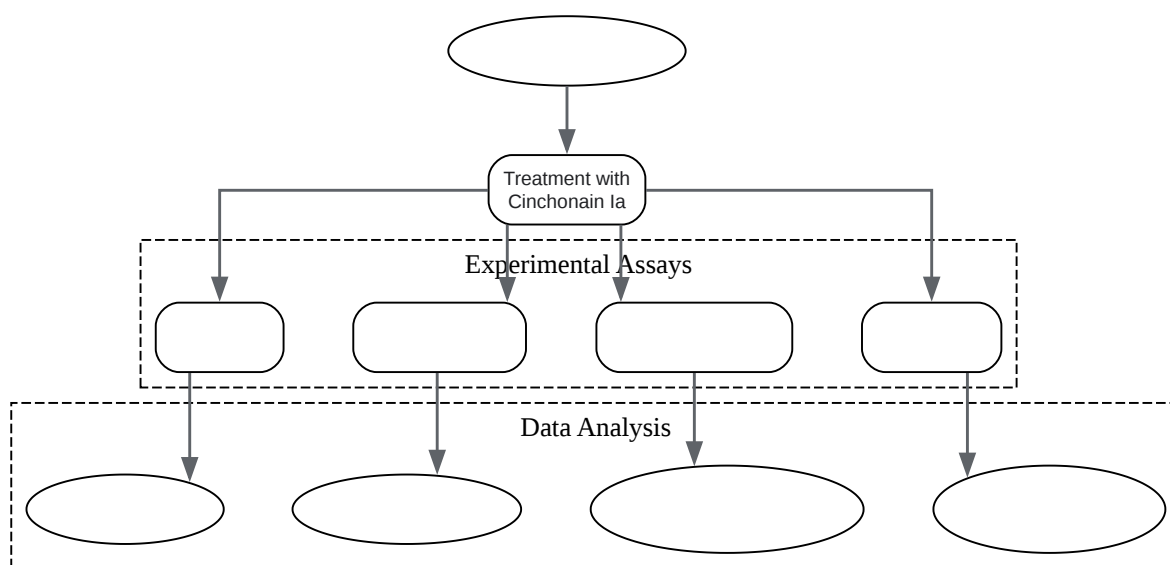 Treatment with
Cinchonain Ia
Experimental Assays
Data Analysis